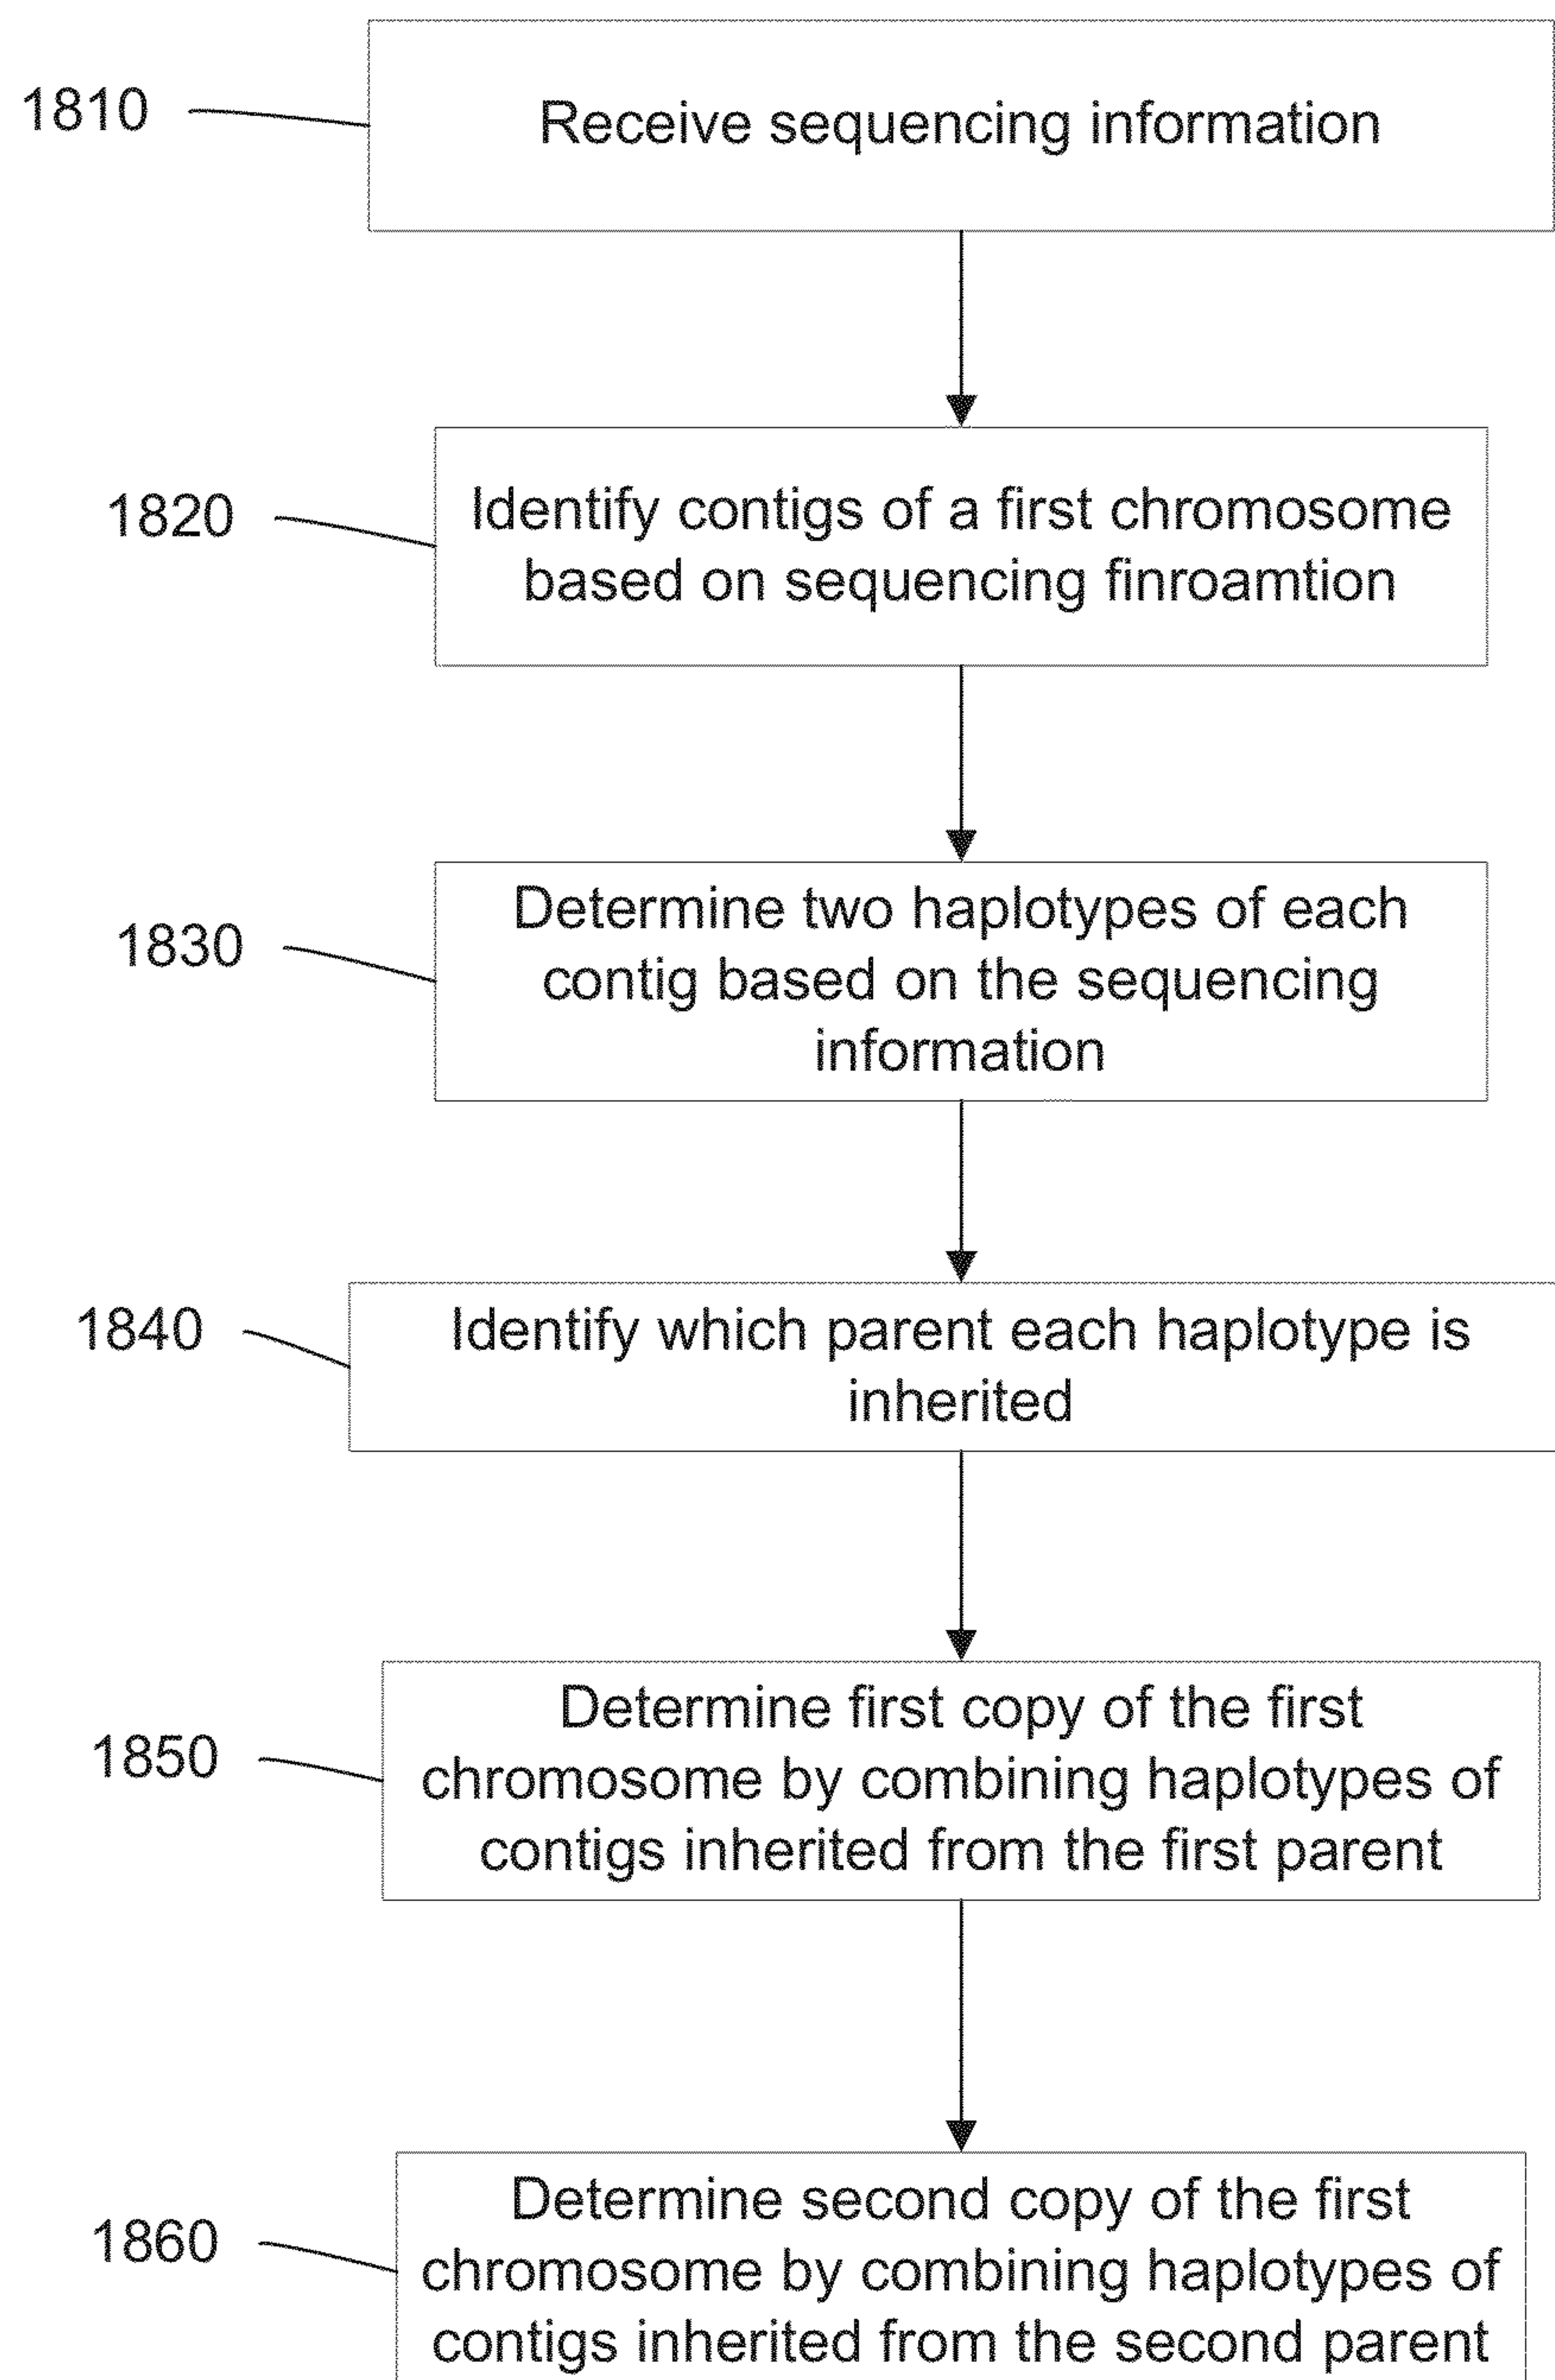 1810
Receive sequencing information
1820
Identify contigs of a first chromosome
based on sequencing finroamtion
1830
Determine two haplotypes of each
contig based on the sequencing
information
1840
Identify which parent each haplotype is
inherited
1850
Determine first copy of the first
chromosome by combining haplotypes of
contigs inherited from the first parent
1860
Determine second copy of the first
chromosome by combining haplotypes of
contigs inherited from the second parent